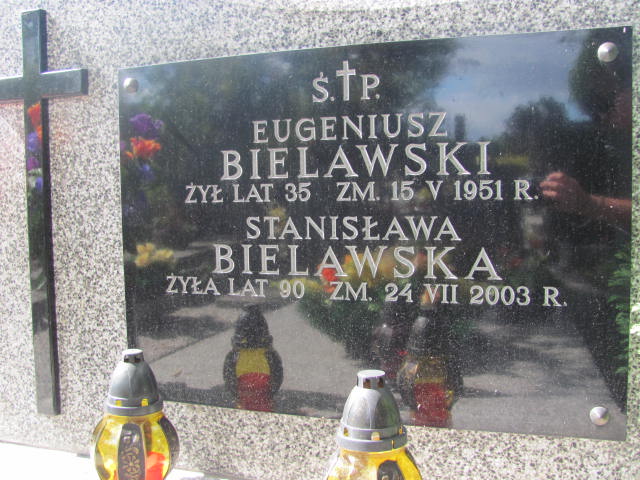 Ś.†P.
EUGENIUSZ
BIELAWSKI
ŻYŁ LAT 35 ZM. 15 V 1951 R.
STANISŁAWA
BIELAWSKA
ŻYŁA LAT 90 ZM. 24 VII 2003 R.